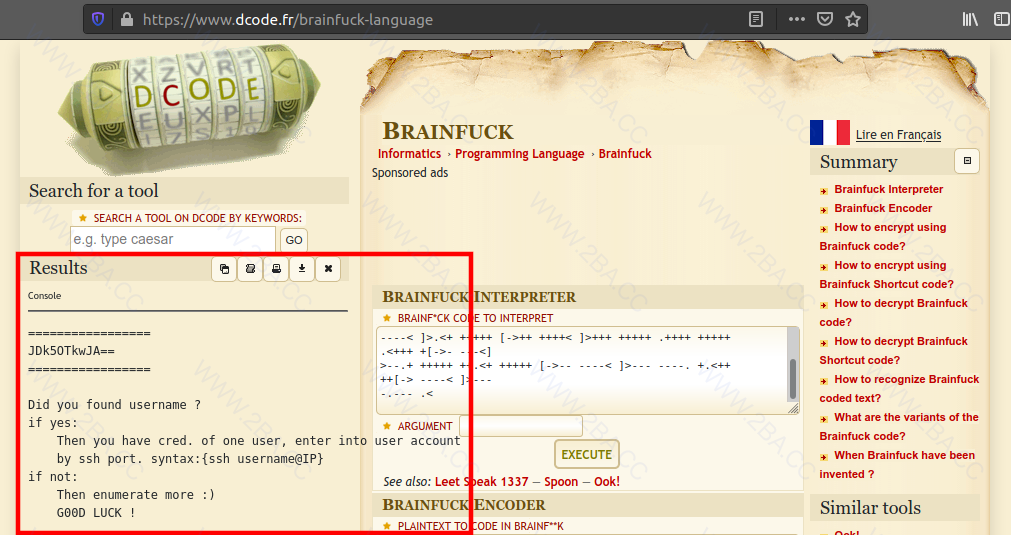 https://www.dcode.fr/brainfuck-language
X Z V R T
D C O D E
E U X P L
Search for a tool
SEARCH A TOOL ON DCODE BY KEYWORDS:
e.g. type caesar
GO
Results
Console
=================
JDk5OTkwJA==
=================
Did you found username ?
if yes:
Then you have cred. of one user, enter into user account
by ssh port. syntax:{ssh username@IP}
if not:
Then enumerate more :)
G00D LUCK !
BRAINFUCK
Informatics › Programming Language › Brainfuck
Sponsored ads
BRAINFUCK INTERPRETER
BRAINF*CK CODE TO INTERPRET
----< ]>.<+ +++++ [->++ ++++< ]>+++ +++++ .++++ +++++
.<+++ +[->- ---<]
>--.+ +++++ ++.<+ +++++ [->-- ----< ]>--- ----. +.<++
++[-> ----< ]>---
-.--- .<
ARGUMENT
EXECUTE
See also: Leet Speak 1337 — Spoon — Ook!
BRAINFUCK ENCODER
PLAINTEXT TO CODE IN BRAINF**K
Lire en Français
Summary
Brainfuck Interpreter
Brainfuck Encoder
How to encrypt using
Brainfuck code?
How to encrypt using
Brainfuck Shortcut code?
How to decrypt Brainfuck
code?
How to decrypt Brainfuck
Shortcut code?
How to recognize Brainfuck
coded text?
What are the variants of the
Brainfuck code?
When Brainfuck have been
invented ?
Similar tools
Ook!
WWW.2BA.CC